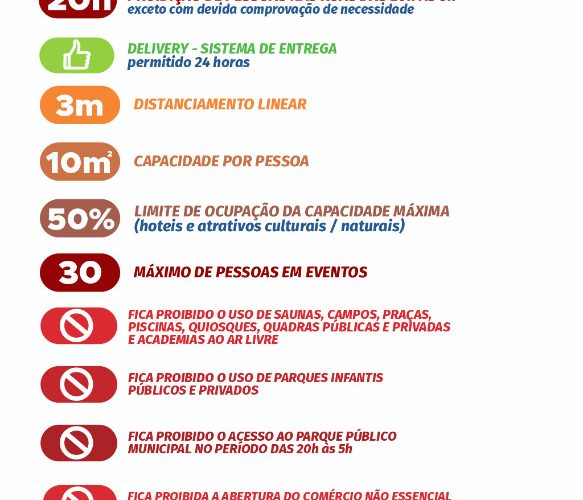 20h
exceto com devida comprovação de necessidade
DELIVERY - SISTEMA DE ENTREGA
permitido 24 horas
3m
DISTANCIAMENTO LINEAR
10m²
CAPACIDADE POR PESSOA
50%
LIMITE DE OCUPAÇÃO DA CAPACIDADE MÁXIMA
(hoteis e atrativos culturais / naturais)
30
MÁXIMO DE PESSOAS EM EVENTOS
FICA PROIBIDO O USO DE SAUNAS, CAMPOS, PRAÇAS,
PISCINAS, QUIOSQUES, QUADRAS PÚBLICAS E PRIVADAS
E ACADEMIAS AO AR LIVRE
FICA PROIBIDO O USO DE PARQUES INFANTIS
PÚBLICOS E PRIVADOS
FICA PROIBIDO O ACESSO AO PARQUE PÚBLICO
MUNICIPAL NO PERÍODO DAS 20h às 5h
FICA PROIBIDA A ABERTURA DO COMÉRCIO NÃO ESSENCIAL